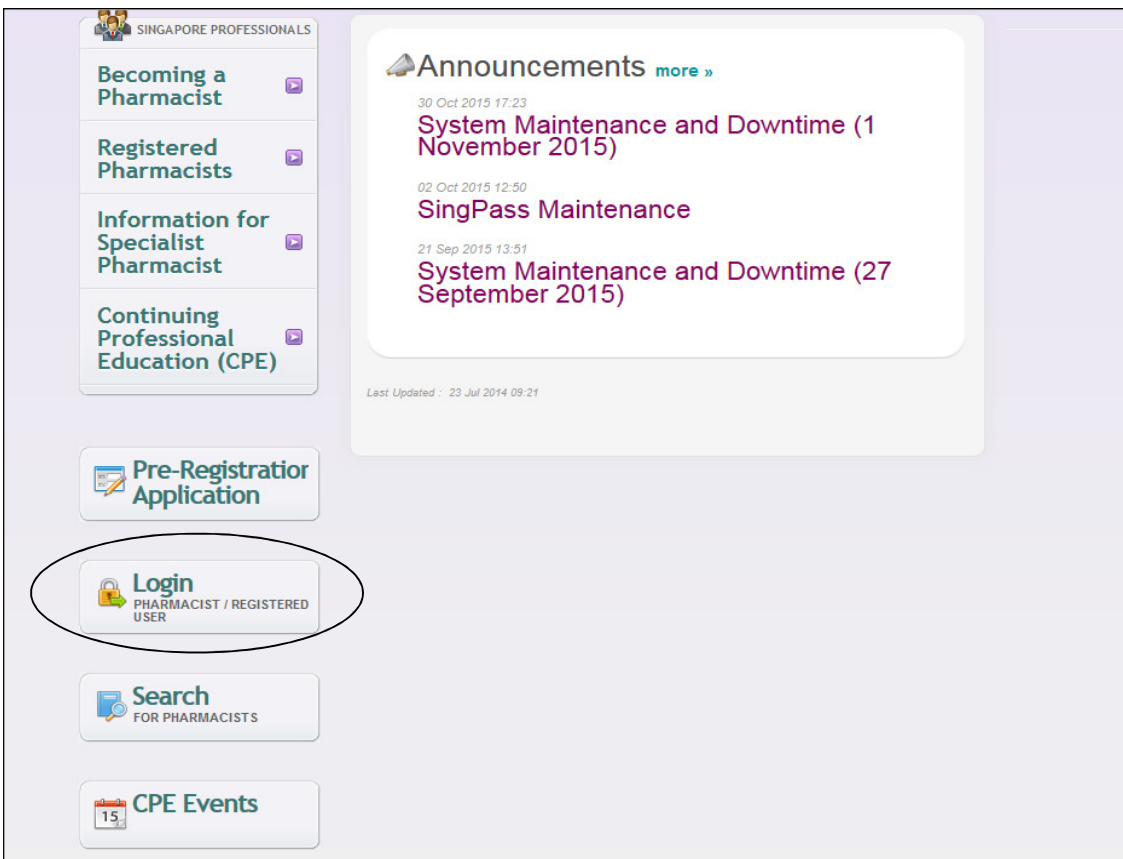 SINGAPORE PROFESSIONALS
Becoming a
Pharmacist
Registered
Pharmacists
Information for
Specialist
Pharmacist
Continuing
Professional
Education (CPE)
Pre-Registration
Application
Login
PHARMACIST / REGISTERED
USER
Search
FOR PHARMACISTS
15
CPE Events
Announcements more »
30 Oct 2015 17:23
System Maintenance and Downtime (1
November 2015)
02 Oct 2015 12:50
SingPass Maintenance
21 Sep 2015 13:51
System Maintenance and Downtime (27
September 2015)
Last Updated : 23 Jul 2014 09:21